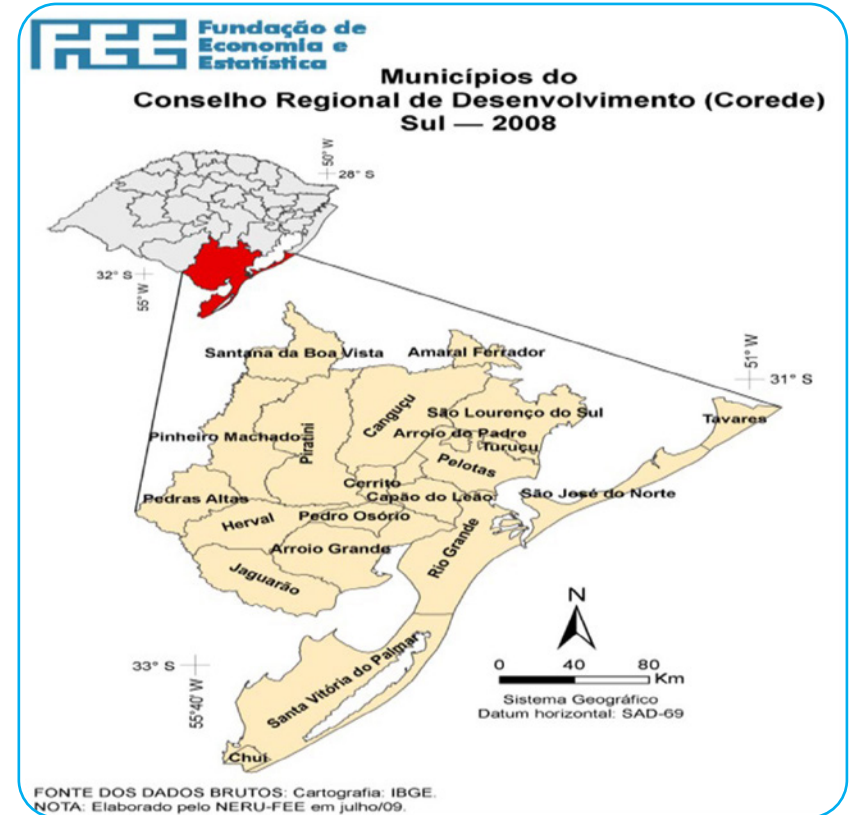 FEE
Fundação de
Economia e
Estatística
Municípios do
Conselho Regional de Desenvolvimento (Corede)
Sul — 2008
50° W
28° S
32° S
55° W
51° W
31° S
Santana da Boa Vista
Amaral Ferrador
Canguçu
São Lourenço do Sul
Tavares
Pinheiro Machado
Piratini
Arroio do Padre
Turuçu
Pelotas
Cerrito
Pedras Altas
Capão do Leão
São José do Norte
Herval
Pedro Osório
Arroio Grande
Rio Grande
Jaguarão
N
33° S
55°40' W
Santa Vitória do Palmar
0 40 80
Km
Sistema Geográfico
Datum horizontal: SAD-69
Chuí
FONTE DOS DADOS BRUTOS: Cartografia: IBGE.
NOTA: Elaborado pelo NERU-FEE em julho/09.